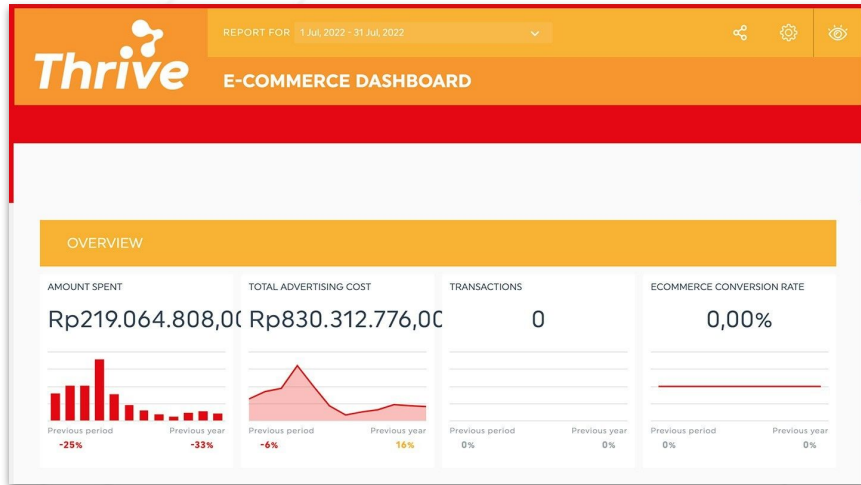 Thrive
REPORT FOR 1 Jul, 2022 - 31 Jul, 2022
E-COMMERCE DASHBOARD
OVERVIEW
AMOUNT SPENT
Rp219.064.808,00
Previous period Previous year
-25% -33%
TOTAL ADVERTISING COST
Rp830.312.776,00
Previous period Previous year
-6% 16%
TRANSACTIONS
0
Previous period Previous year
0% 0%
ECOMMERCE CONVERSION RATE
0,00%
Previous period Previous year
0% 0%